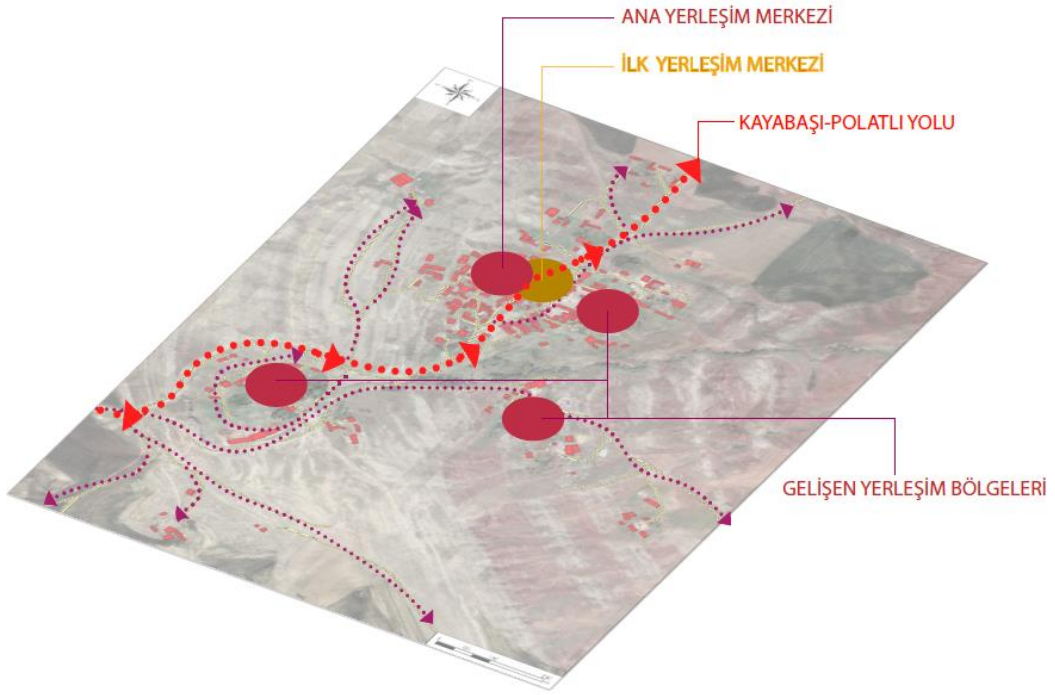 ANA YERLEŞİM MERKEZİ
İLK YERLEŞİM MERKEZİ
KAYABAŞI-POLATLI YOLU
GELİŞEN YERLEŞİM BÖLGELERİ